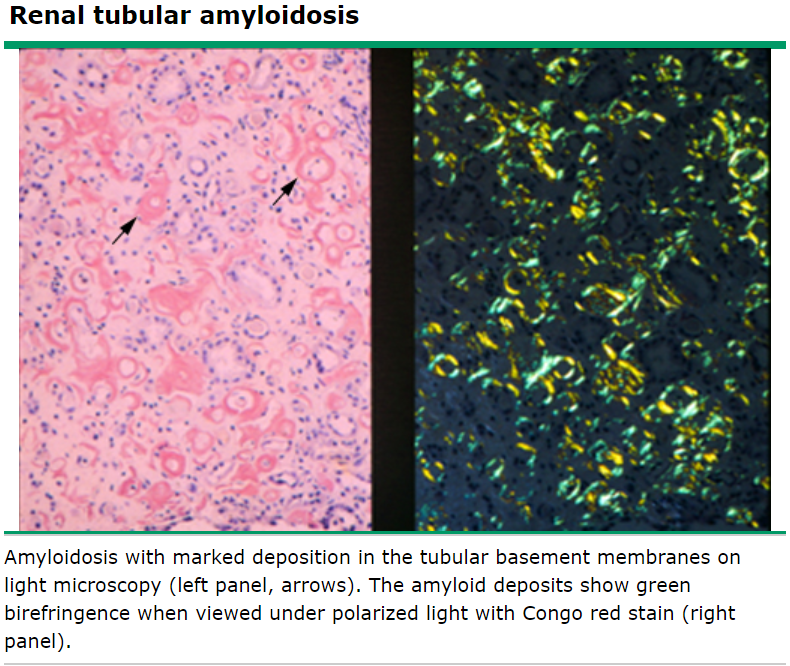 Renal tubular amyloidosis
Amyloidosis with marked deposition in the tubular basement membranes on
light microscopy (left panel, arrows). The amyloid deposits show green
birefringence when viewed under polarized light with Congo red stain (right
panel).